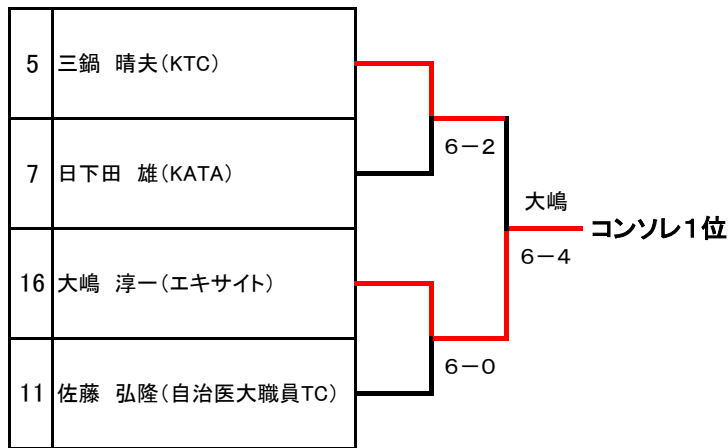 5 三鍋 晴夫(KTC)
6-2
7 日下田 雄(KATA)
大嶋
コンソレ1位
6-4
16 大嶋 淳一(エキサイト)
6-0
11 佐藤 弘隆(自治医大職員TC)